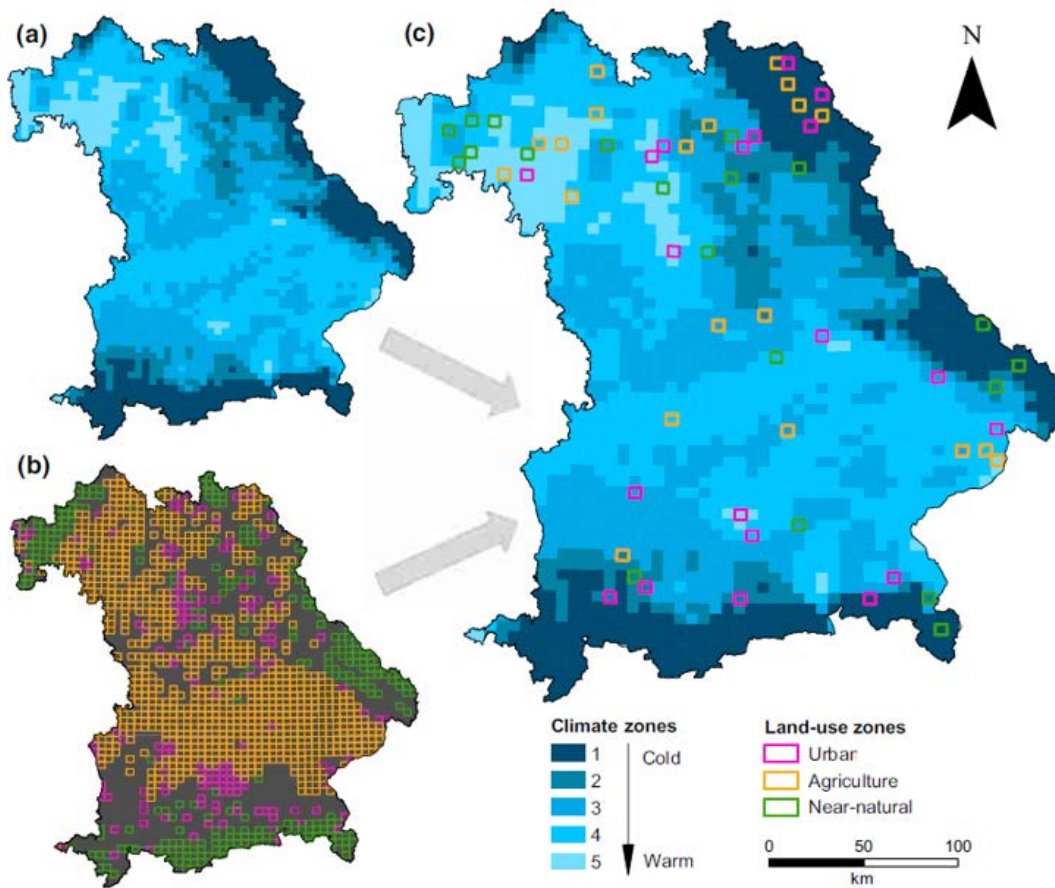 (a)
(c)
N
(b)
Climate zones
1
2
3
4
5
Cold
Warm
Land-use zones
Urban
Agriculture
Near-natural
0 50 100
km